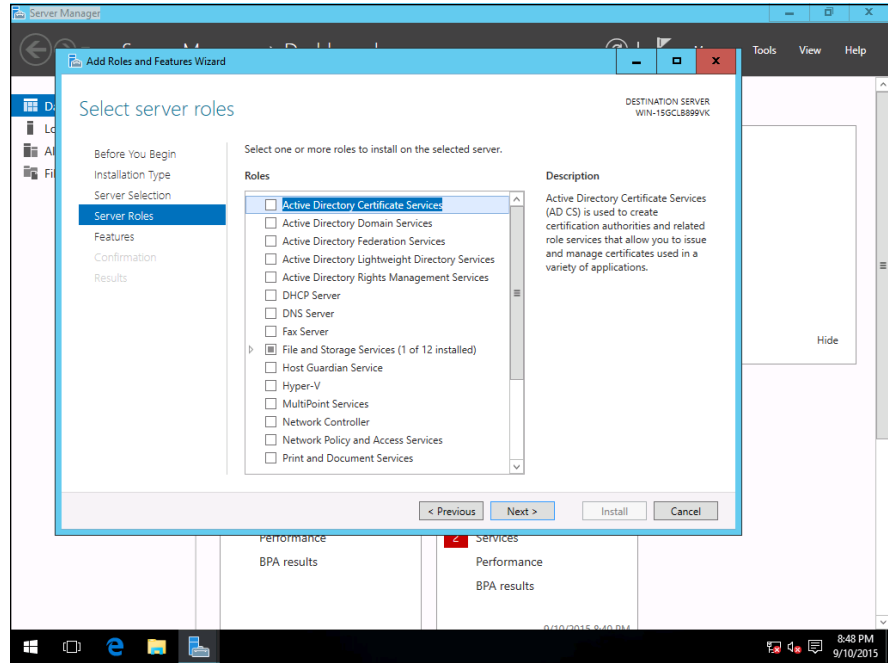 Server Manager
Tools View Help
Add Roles and Features Wizard
Select server roles
DESTINATION SERVER
WIN-15GCLB899VK
Before You Begin
Installation Type
Server Selection
Server Roles
Features
Confirmation
Results
Select one or more roles to install on the selected server.
Roles
Active Directory Certificate Services
Active Directory Domain Services
Active Directory Federation Services
Active Directory Lightweight Directory Services
Active Directory Rights Management Services
DHCP Server
DNS Server
Fax Server
File and Storage Services (1 of 12 installed)
Host Guardian Service
Hyper-V
MultiPoint Services
Network Controller
Network Policy and Access Services
Print and Document Services
Description
Active Directory Certificate Services
(AD CS) is used to create
certification authorities and related
role services that allow you to issue
and manage certificates used in a
variety of applications.
Hide
< Previous Next > Install Cancel
Performance
BPA results
2 Services
Performance
BPA results
9/10/2015 8:40 PM
8:48 PM
9/10/2015